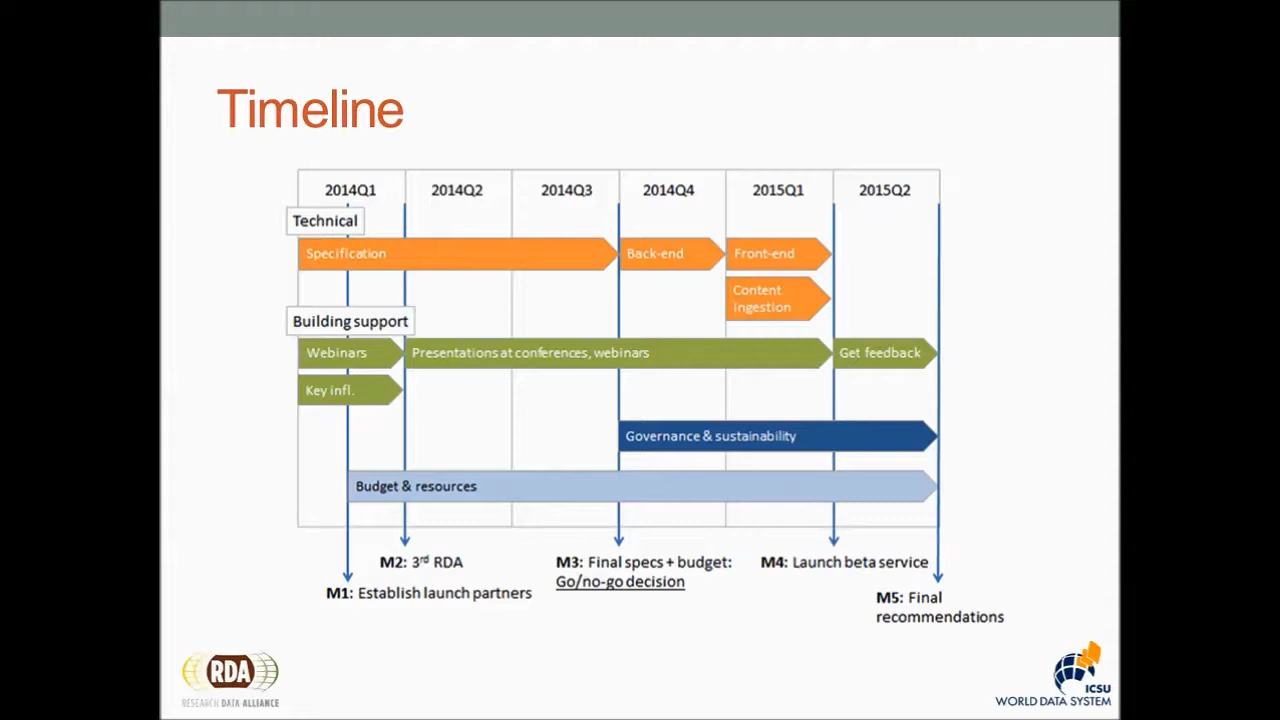 Timeline
2014Q1 2014Q2 2014Q3 2014Q4 2015Q1 2015Q2
Technical
Specification Back-end Front-end
Content
ingestion
Building support
Webinars Presentations at conferences, webinars Get feedback
Key infl.
Governance & sustainability
Budget & resources
M2: 3rd RDA M3: Final specs + budget: M4: Launch beta service
Go/no-go decision
M1: Establish launch partners
M5: Final
recommendations
RDA
RESEARCH DATA ALLIANCE
ICSU
WORLD DATA SYSTEM